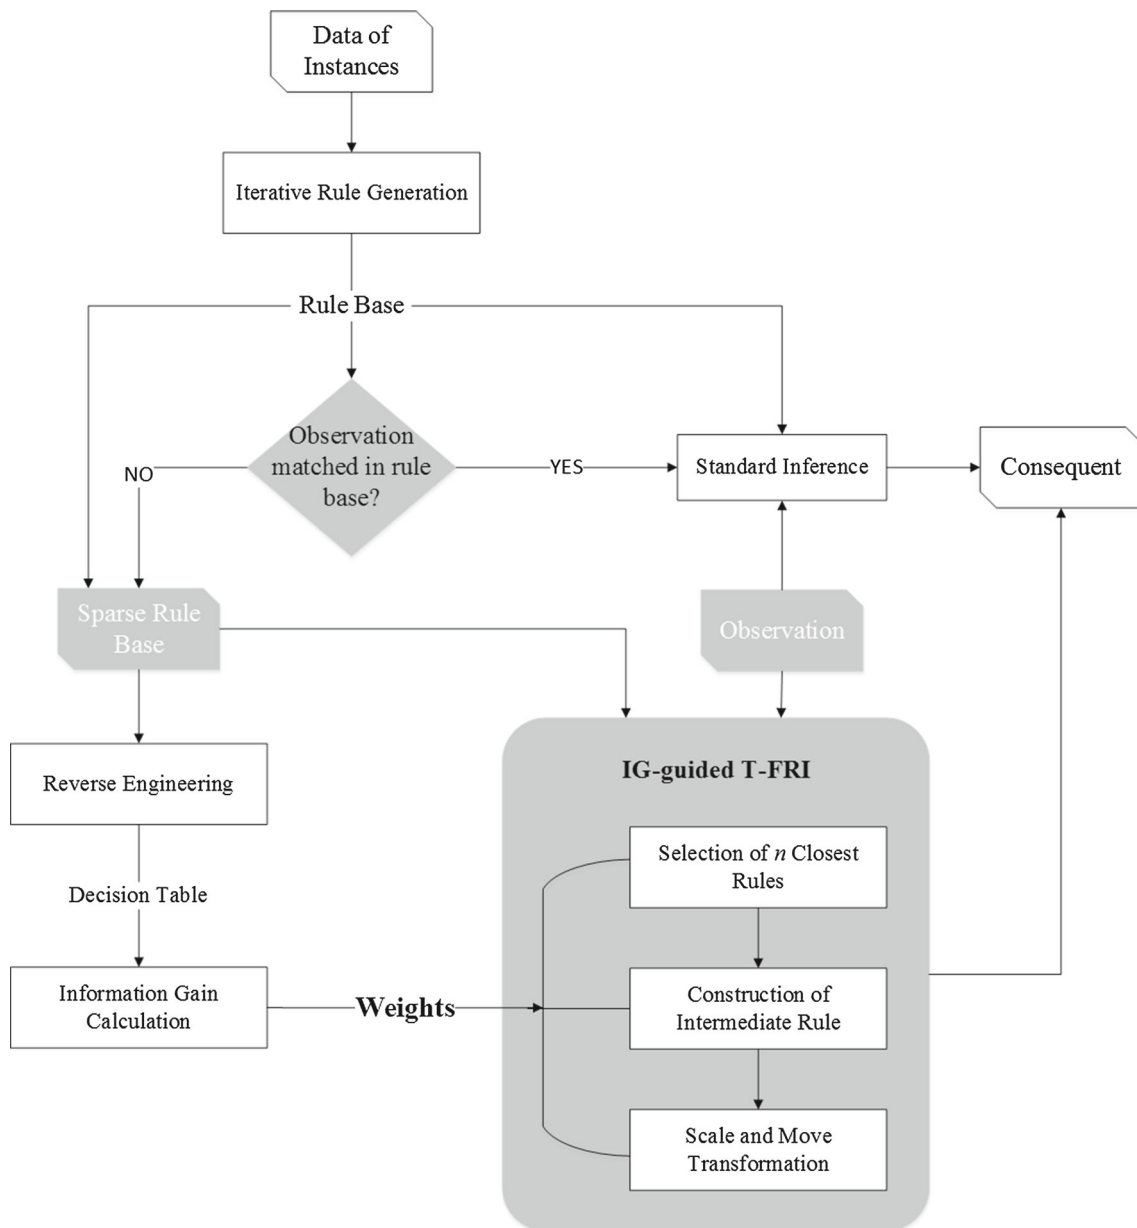 Data of
Instances
Iterative Rule Generation
Rule Base
Observation
matched in rule
base?
NO
YES
Standard Inference
Consequent
Sparse Rule
Base
Observation
Reverse Engineering
IG-guided T-FRI
Selection of n Closest
Rules
Decision Table
Information Gain
Calculation
Weights
Construction of
Intermediate Rule
Scale and Move
Transformation